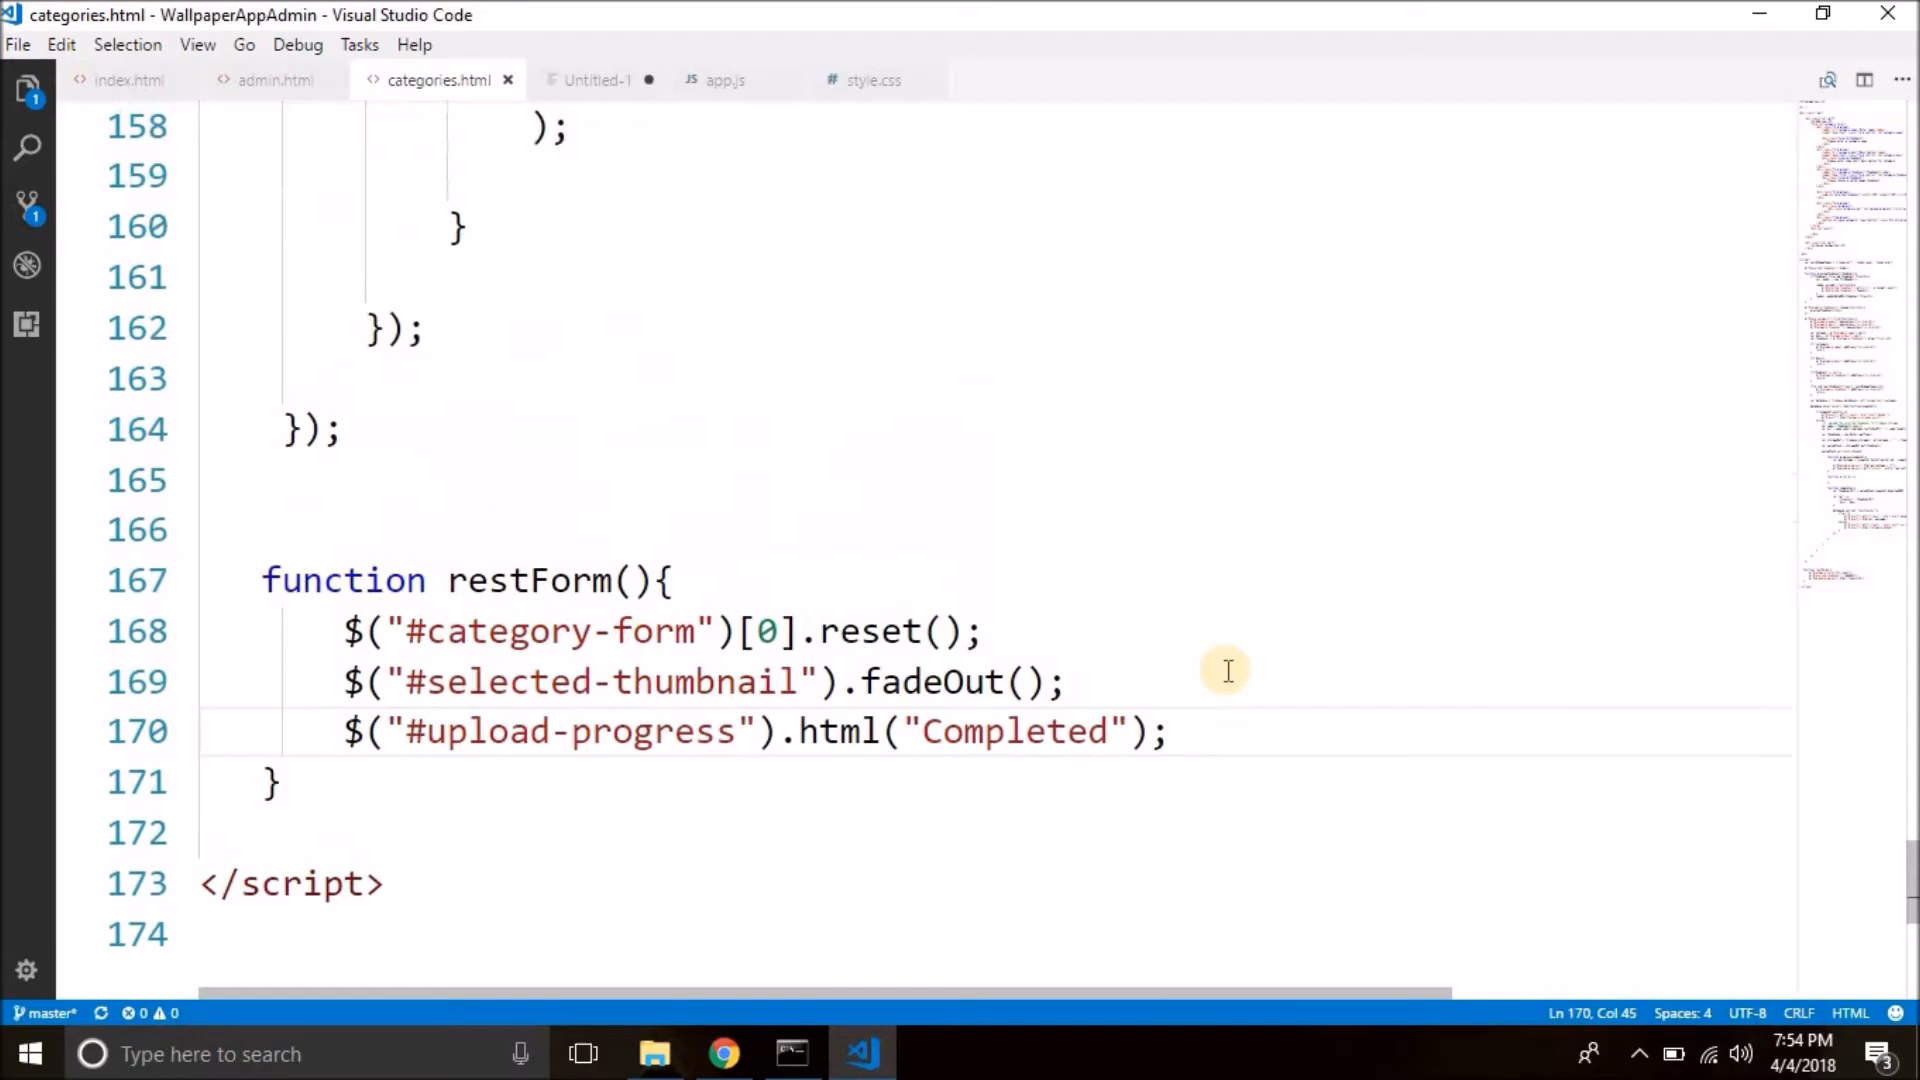 categories.html - WallpaperAppAdmin - Visual Studio Code
File Edit Selection View Go Debug Tasks Help
<> index.html <> admin.html <> categories.html Untitled-1 JS app.js # style.css
1
158 );
159
160 }
161
162 });
163
164 });
165
166
167 function restForm(){
168 $("#category-form")[0].reset();
169 $("#selected-thumbnail").fadeOut();
170 $("#upload-progress").html("Completed");
171 }
172
173 </script>
174
1
master* 0 0 Ln 170, Col 45 Spaces: 4 UTF-8 CRLF HTML
Type here to search 7:54 PM
4/4/2018 3